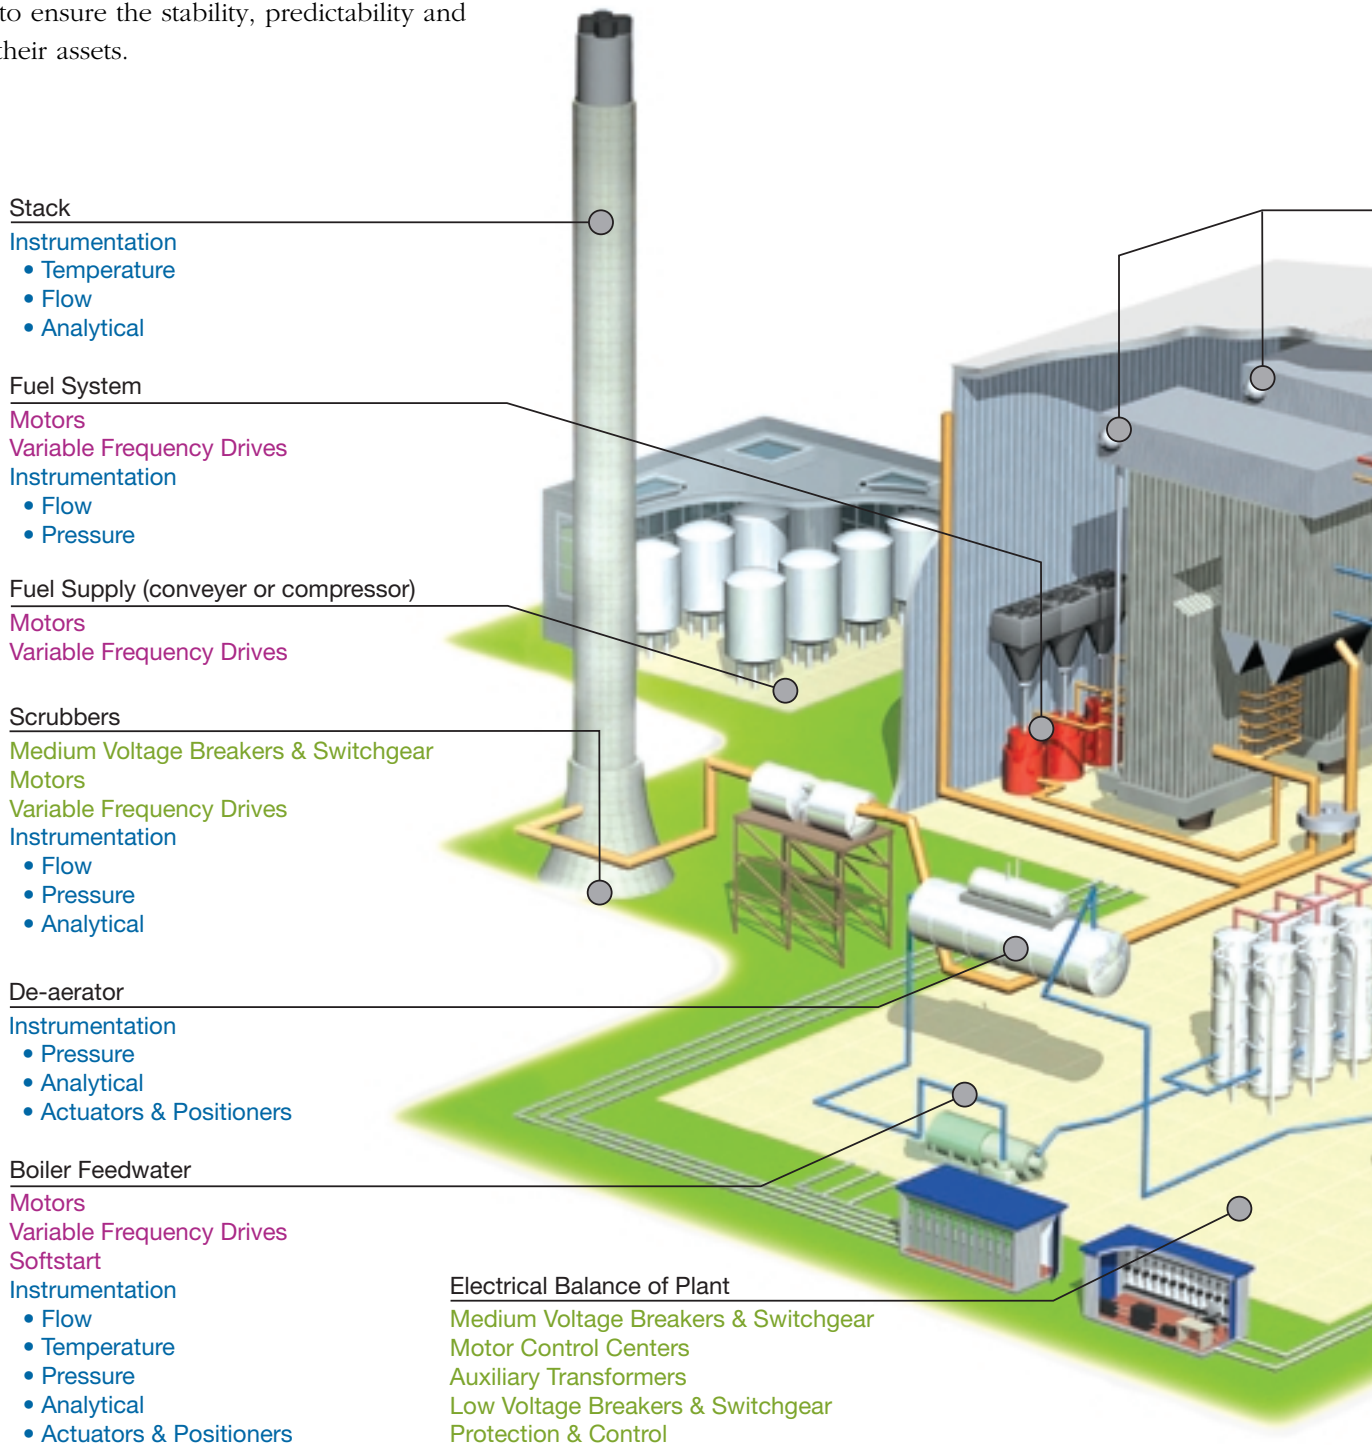 to ensure the stability, predictability and
their assets.
Stack
Instrumentation
• Temperature
• Flow
• Analytical
Fuel System
Motors
Variable Frequency Drives
Instrumentation
• Flow
• Pressure
Fuel Supply (conveyer or compressor)
Motors
Variable Frequency Drives
Scrubbers
Medium Voltage Breakers & Switchgear
Motors
Variable Frequency Drives
Instrumentation
• Flow
• Pressure
• Analytical
De-aerator
Instrumentation
• Pressure
• Analytical
• Actuators & Positioners
Boiler Feedwater
Motors
Variable Frequency Drives
Softstart
Instrumentation
• Flow
• Temperature
• Pressure
• Analytical
• Actuators & Positioners
Electrical Balance of Plant
Medium Voltage Breakers & Switchgear
Motor Control Centers
Auxiliary Transformers
Low Voltage Breakers & Switchgear
Protection & Control